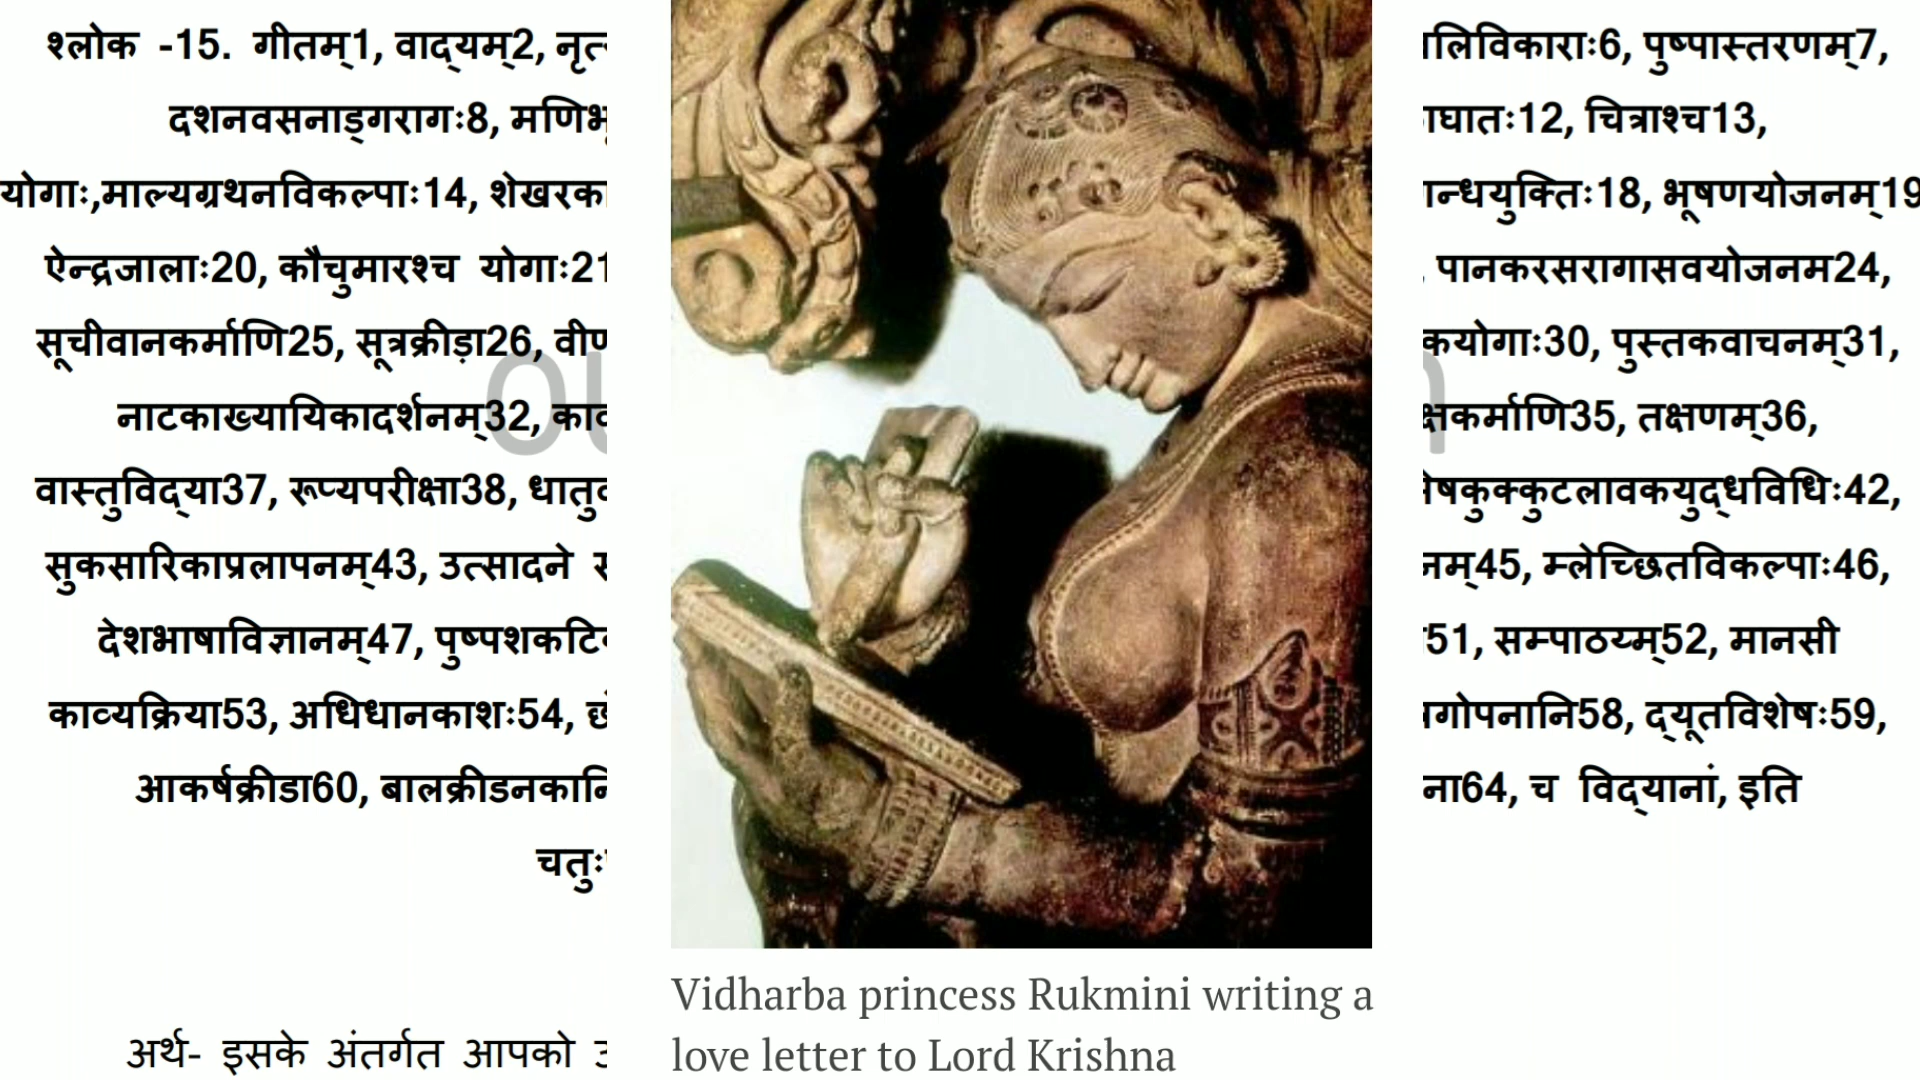 श्लोक -15. गीतम्1, वाद्यम्2, लिविकाराः6, पुष्पास्तरणम्7,
दशनवसनाड्गरागः8, घातः12, चित्राश्च13,
योगाः,माल्यग्रथनविकल्पाः14, न्धयुक्तिः18, भूषणयोजनम्19
ऐन्द्रजालाः20, कौचुमारश्च योगाः21 , पानकरसरागासवयोजनम24,
सूचीवानकर्माणि25, सूत्रक्रीड़ा26, कयोगाः30, पुस्तकवाचनम्31,
नाटकाख्यायिकादर्शनम्32, क्षकर्माणि35, तक्षणम्36,
वास्तुविद्या37, रूप्यपरीक्षा38, मेषकुक्कुटलावकयुद्धविधिः42,
सुकसारिकाप्रलापनम्43, उत्सादने नम्45, म्लेच्छितविकल्पाः46,
देशभाषाविज्ञानम्47, पुष्पशकटि 51, सम्पाठय्म्52, मानसी
काव्यक्रिया53, अधिधानकाशः54, गोपनानि58, द्यूतविशेषः59,
आकर्षक्रीडा60, बालक्रीडनकानि ना64, च विद्यानां, इति
चतुः
अर्थ- इसके अंतर्गत आपको
Vidharba princess Rukmini writing a
love letter to Lord Krishna